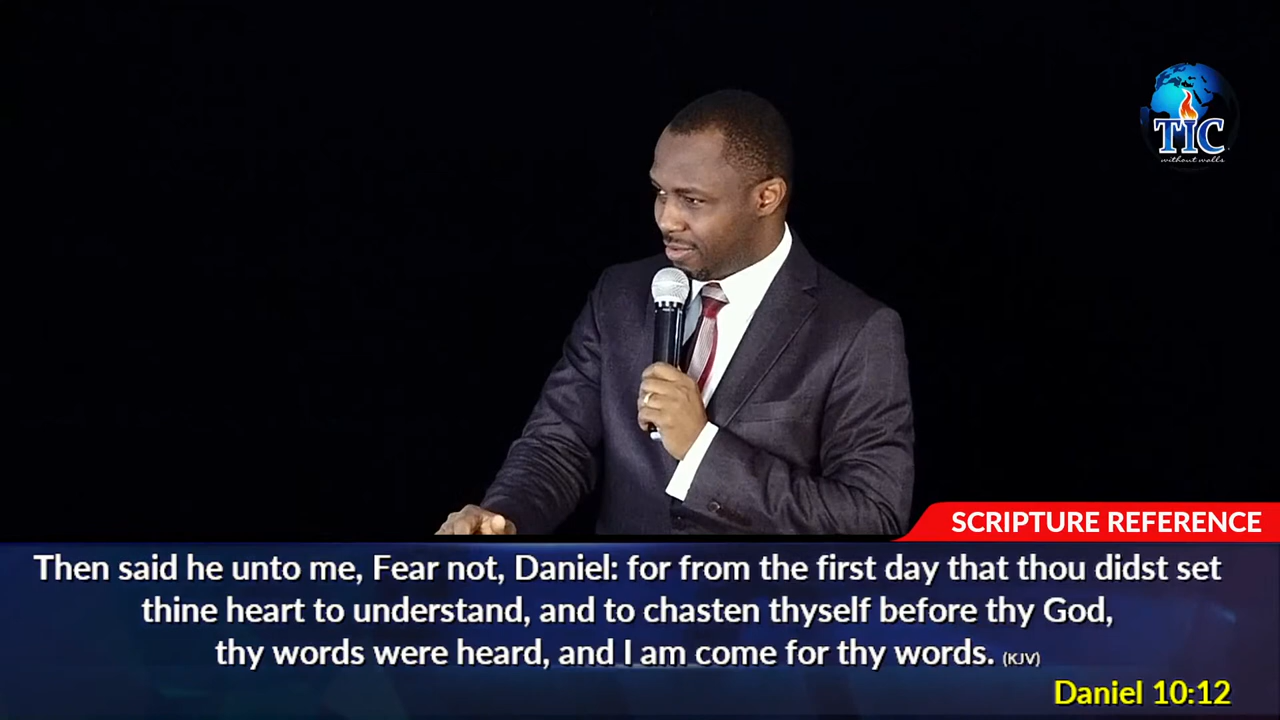 TIC
without walls
SCRIPTURE REFERENCE
Then said he unto me, Fear not, Daniel: for from the first day that thou didst set
thine heart to understand, and to chasten thyself before thy God,
thy words were heard, and I am come for thy words. (KJV)
Daniel 10:12